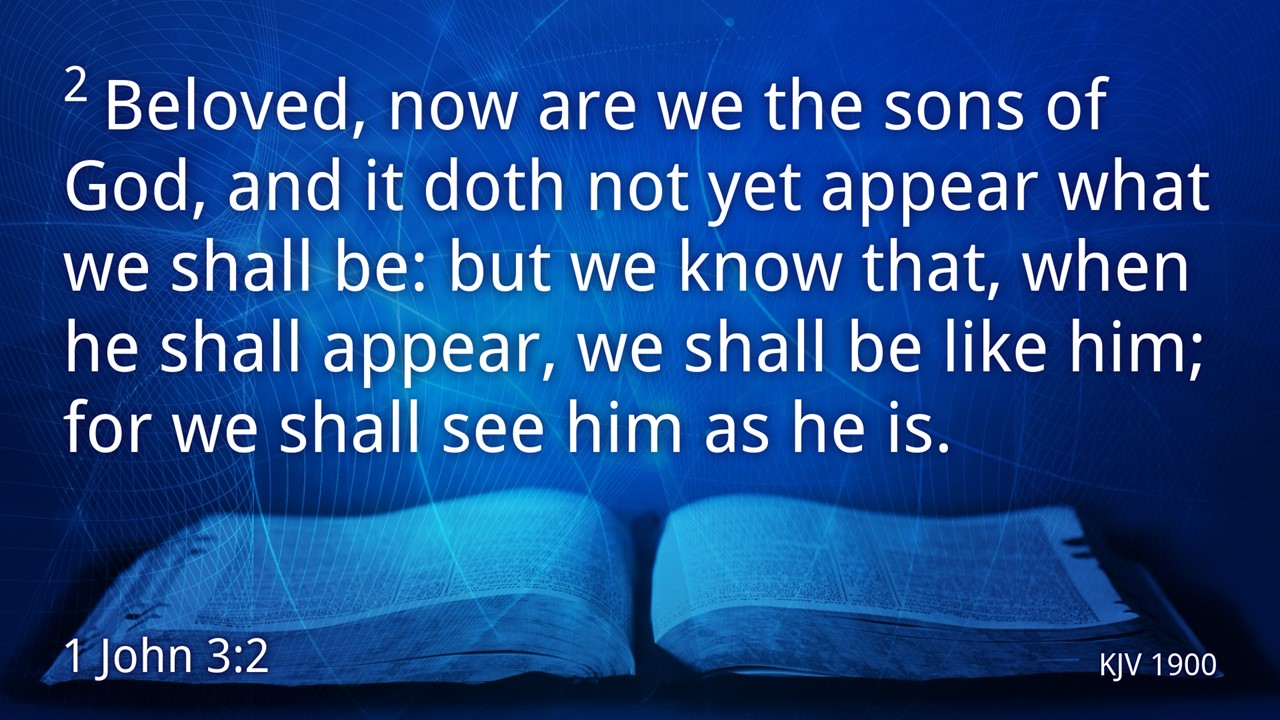 2 Beloved, now are we the sons of
God, and it doth not yet appear what
we shall be: but we know that, when
he shall appear, we shall be like him;
for we shall see him as he is.
1 John 3:2
KJV 1900